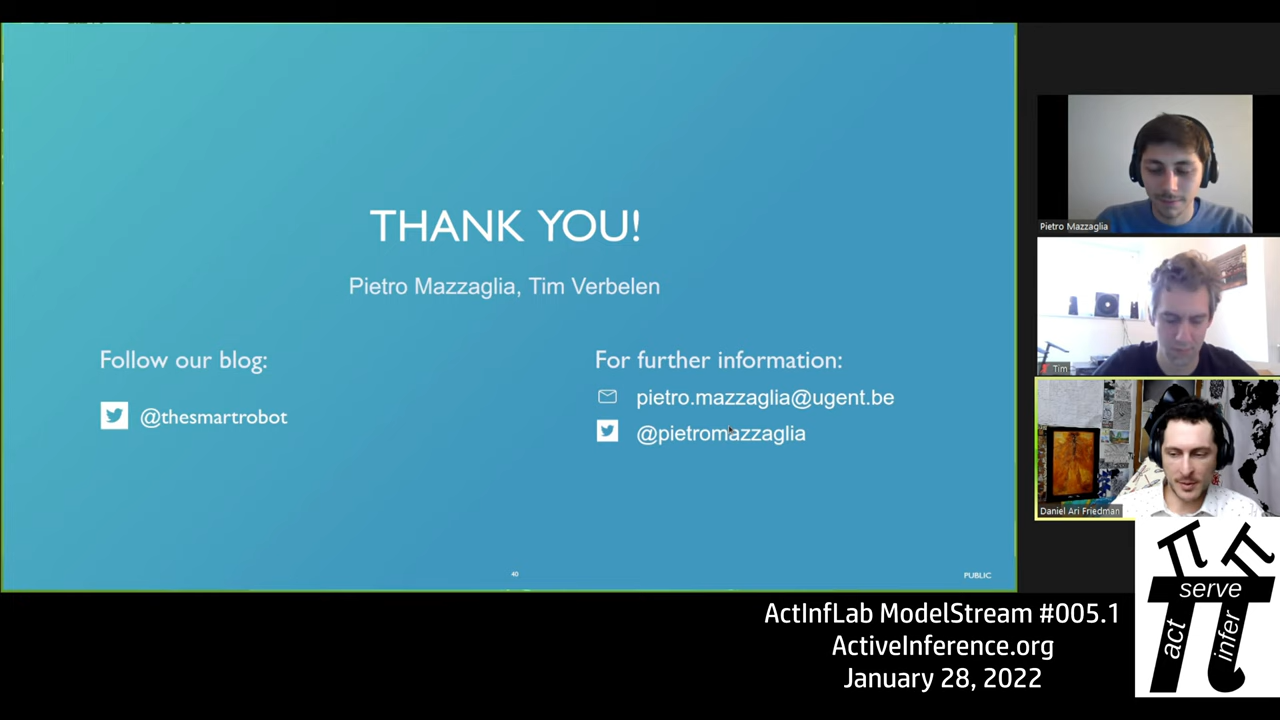 THANK YOU!
Pietro Mazzaglia, Tim Verbelen
Follow our blog:
@thesmartrobot
For further information:
pietro.mazzaglia@ugent.be
@pietromazzaglia
40
PUBLIC
Pietro Mazzaglia
Tim
Daniel Ari Friedman
act
serve
infer
ActInfLab ModelStream #005.1
ActiveInference.org
January 28, 2022